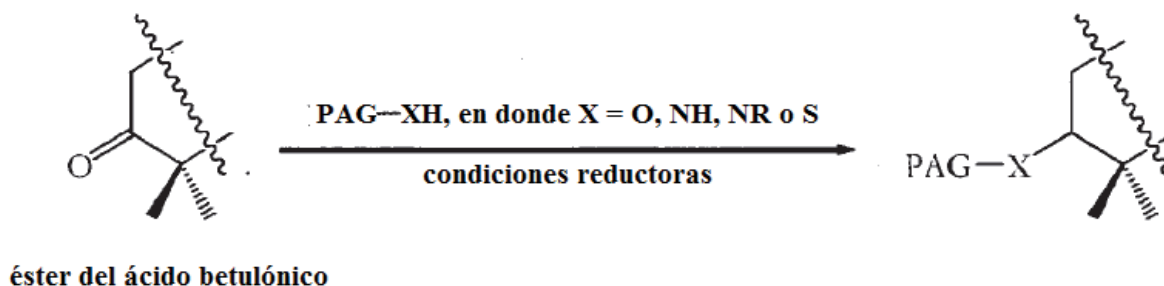 PAG—XH, en donde X = O, NH, NR o S
condiciones reductoras
O
PAG—X
éster del ácido betulónico